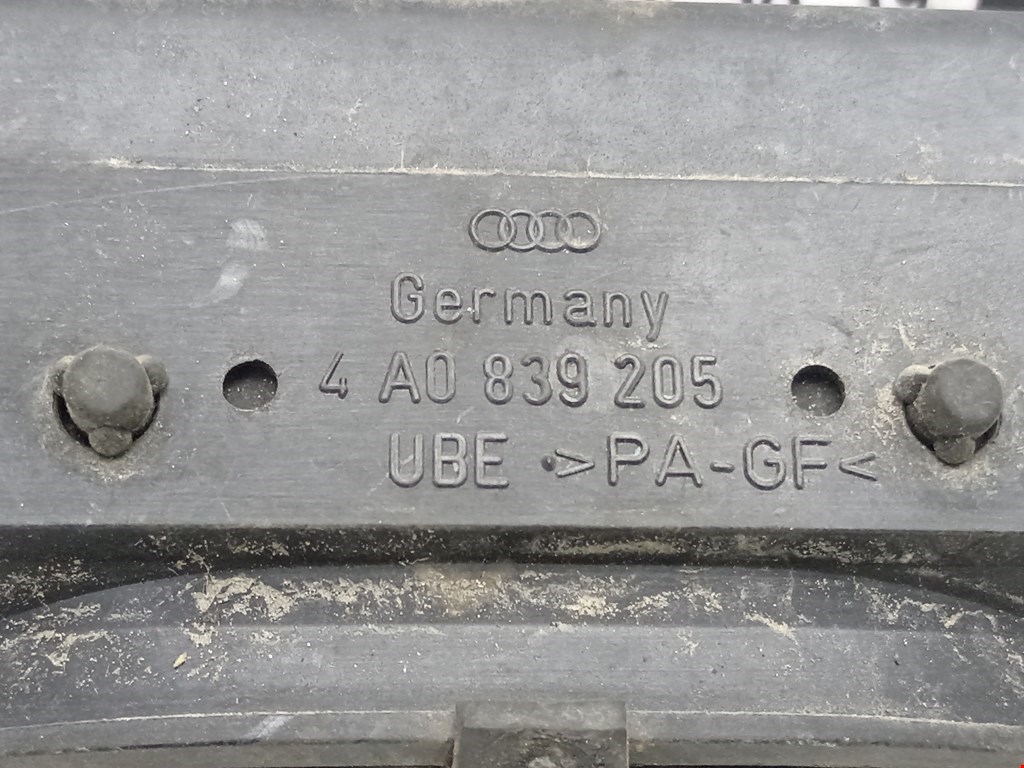 Germany
4 A0 839 205
UBE >PA-GF<